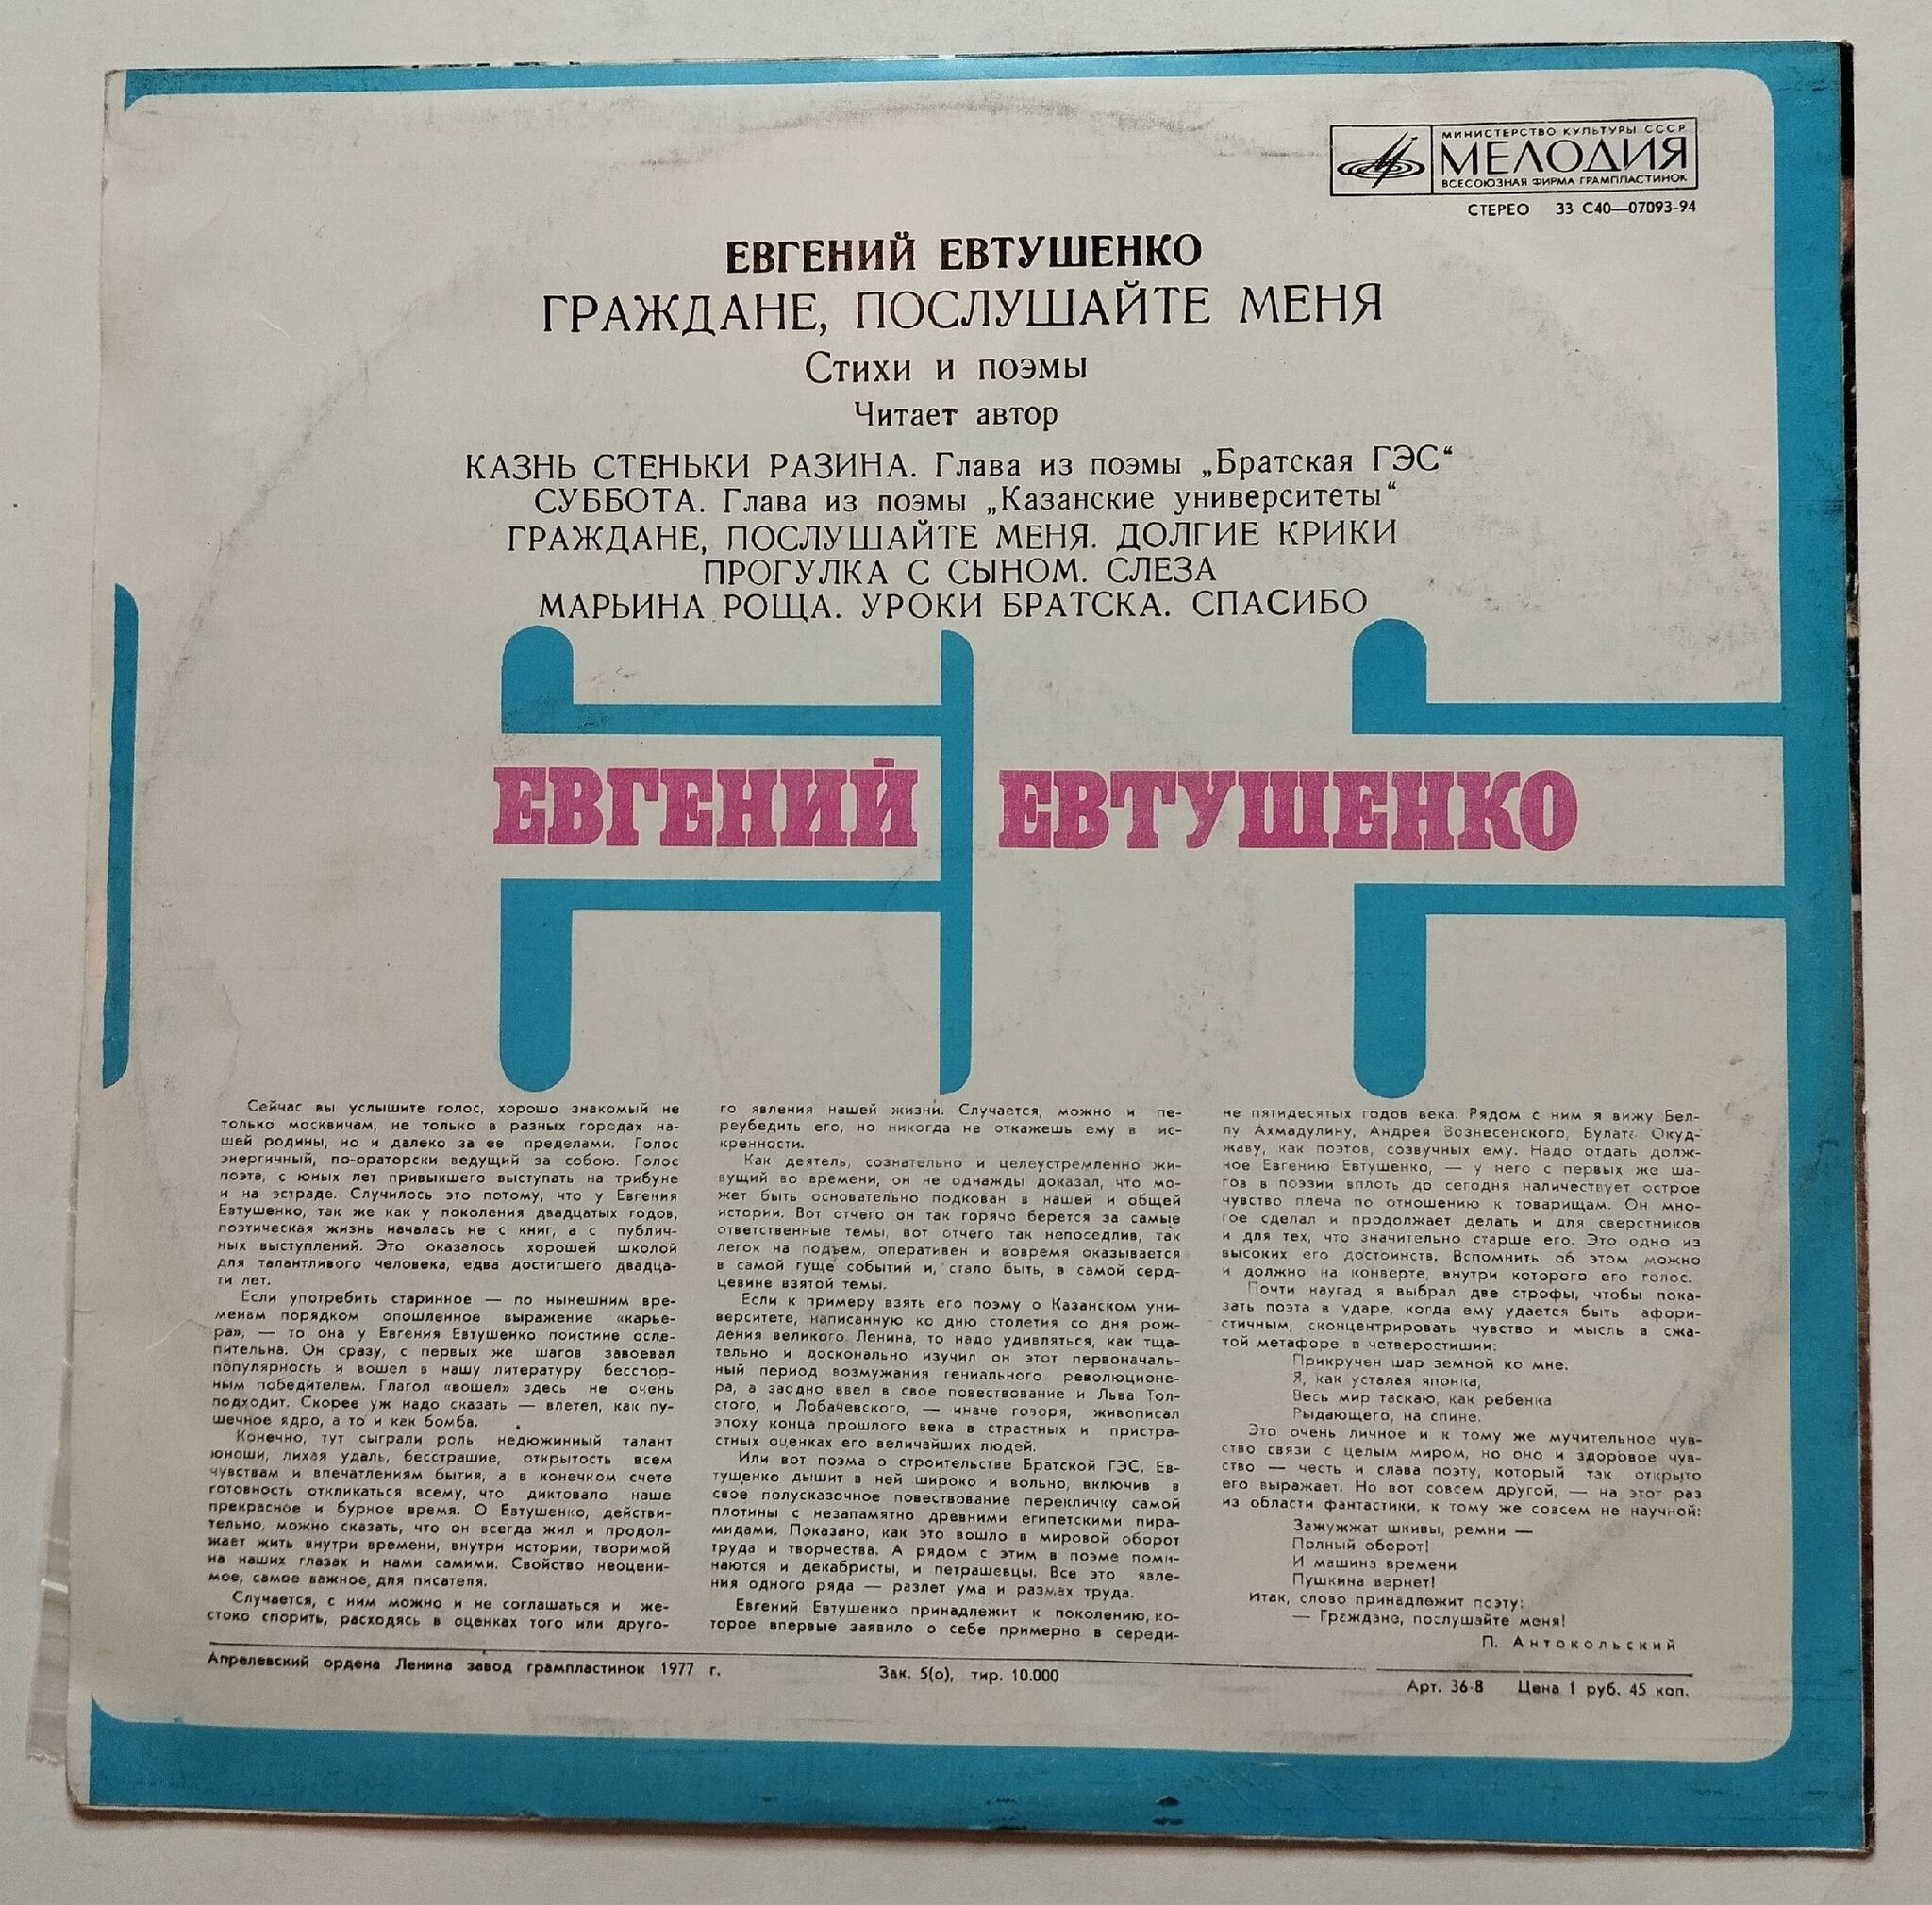 МИНИСТЕРСТВО КУЛЬТУРЫ СССР
МЕЛОДИЯ
ВСЕСОЮЗНАЯ ФИРМА ГРАМПЛАСТИНОК
СТЕРЕО 33 С40—07093-94
ЕВГЕНИЙ ЕВТУШЕНКО
ГРАЖДАНЕ, ПОСЛУШАЙТЕ МЕНЯ
Стихи и поэмы
Читает автор
КАЗНЬ СТЕНЬКИ РАЗИНА. Глава из поэмы „Братская ГЭС“
СУББОТА. Глава из поэмы „Казанские университеты“
ГРАЖДАНЕ, ПОСЛУШАЙТЕ МЕНЯ. ДОЛГИЕ КРИКИ
ПРОГУЛКА С СЫНОМ. СЛЕЗА
МАРЬИНА РОЩА. УРОКИ БРАТСКА. СПАСИБО
ЕВГЕНИЙ ЕВТУШЕНКО
Сейчас вы услышите голос, хорошо знакомый не
только москвичам, не только в разных городах на-
шей родины, но и далеко за ее пределами. Голос
энергичный, по-ораторски ведущий за собою. Голос
поэта, с юных лет привыкшего выступать на трибуне
и на эстраде. Случилось это потому, что у Евгения
Евтушенко, так же как у поколения двадцатых годов,
поэтическая жизнь началась не с книг, а с публич-
ных выступлений. Это оказалось хорошей школой
для талантливого человека, едва достигшего двадца-
ти лет.
Если употребить старинное — по нынешним вре-
менам порядком опошленное выражение «карье-
ра», — то она у Евгения Евтушенко поистине осле-
пительна. Он сразу, с первых же шагов завоевал
популярность и вошел в нашу литературу бесспор-
ным победителем. Глагол «вошел» здесь не очень
подходит. Скорее уж надо сказать — влетел, как пу-
шечное ядро, а то и как бомба.
Конечно, тут сыграли роль недюжинный талант
юноши, лихая удаль, бесстрашие, открытость всем
чувствам и впечатлениям бытия, а в конечном счете
готовность откликаться всему, что диктовало наше
прекрасное и бурное время. О Евтушенко, действи-
тельно, можно сказать, что он всегда жил и продол-
жает жить внутри времени, внутри истории, творимой
на наших глазах и нами самими. Свойство неоцени-
мое, самое важное для писателя.
Случается, с ним можно и не соглашаться и же-
стоко спорить, расходясь в оценках того или друго-
го явления нашей жизни. Случается, можно и пе-
реубедить его, но никогда не откажешь ему в ис-
кренности.
Как деятель, сознательно и целеустремленно жи-
вущий во времени, он не однажды доказал, что мо-
жет быть основательно подкован в нашей и общей
истории. Вот отчего он так горячо берется за самые
ответственные темы, вот отчего так непоседлив, так
легок на подъем, оперативен и вовремя оказывается
в самой гуще событий и, стало быть, в самой серд-
цевине взятой темы.
Если к примеру взять его поэму о Казанском уни-
верситете, написанную ко дню столетия со дня рож-
дения великого Ленина, то надо удивляться, как тща-
тельно и досконально изучил он этот первоначаль-
ный период возмужания гениального революционе-
ра, а заодно ввел в свое повествование и Льва Тол-
стого, и Лобачевского, — иначе говоря, живописал
эпоху конца прошлого века в страстных и пристра-
стных оценках его величайших людей.
Или вот поэма о строительстве Братской ГЭС. Ев-
тушенко дышит в ней широко и вольно, включив в
свое полусказочное повествование перекличку самой
плотины с незапамятно древними египетскими пира-
мидами. Показано, как это вошло в мировой оборот
труда и творчества. А рядом с этим в поэме поми-
наются и декабристы, и петрашевцы. Все это явле-
ния одного ряда — разлет ума и размах труда.
Евгений Евтушенко принадлежит к поколению, ко-
торое впервые заявило о себе примерно в середи-
не пятидесятых годов века. Рядом с ним я вижу Бел-
лу Ахмадулину, Андрея Вознесенского, Булата Окуд-
жаву, как поэтов, созвучных ему. Надо отдать долж-
ное Евгению Евтушенко, — у него с первых же ша-
гов в поэзии вплоть до сегодня наличествует острое
чувство плеча по отношению к товарищам. Он мно-
гое сделал и продолжает делать и для сверстников
и для тех, что значительно старше его. Это одно из
высоких его достоинств. Вспомнить об этом можно
и должно на конверте, внутри которого его голос.
Почти наугад я выбрал две строфы, чтобы пока-
зать поэта в ударе, когда ему удается быть афори-
стичным, сконцентрировать чувство и мысль в сжа-
той метафоре, в четверостишии:
Прикручен шар земной ко мне.
Я, как усталая японка,
Весь мир таскаю, как ребенка
Рыдающего, на спине.
Это очень личное и к тому же мучительное чув-
ство связи с целым миром, но оно и здоровое чув-
ство — честь и слава поэту, который так открыто
его выражает. Но вот совсем другой, — на этот раз
из области фантастики, к тому же совсем не научной:
Зажужжат шкивы, ремни —
Полный оборот!
И машина времени
Пушкина вернет!
Итак, слово принадлежит поэту:
— Граждане, послушайте меня!
П. Антокольский
Апрелевский ордена Ленина завод грампластинок 1977 г.
Зак. 5(о), тир. 10.000
Арт. 36-8 Цена 1 руб. 45 коп.